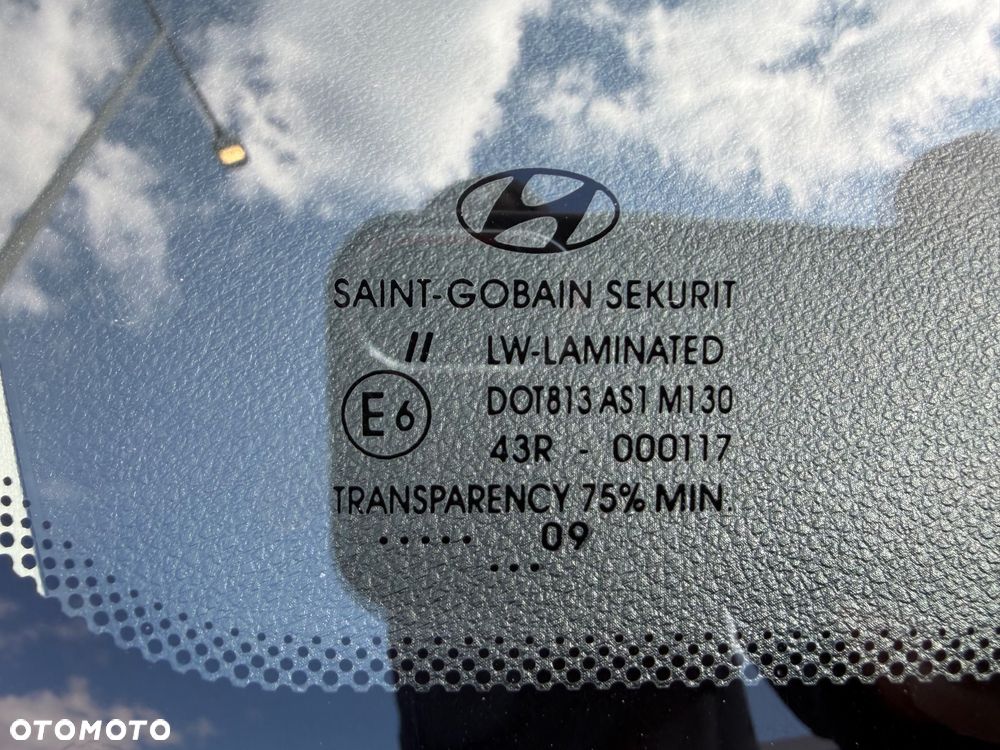 SAINT-GOBAIN SEKURIT
// LW-LAMINATED
E6 DOT813 AS1 M130
43R - 000117
TRANSPARENCY 75% MIN.
..... 09
...
OTOMOTO